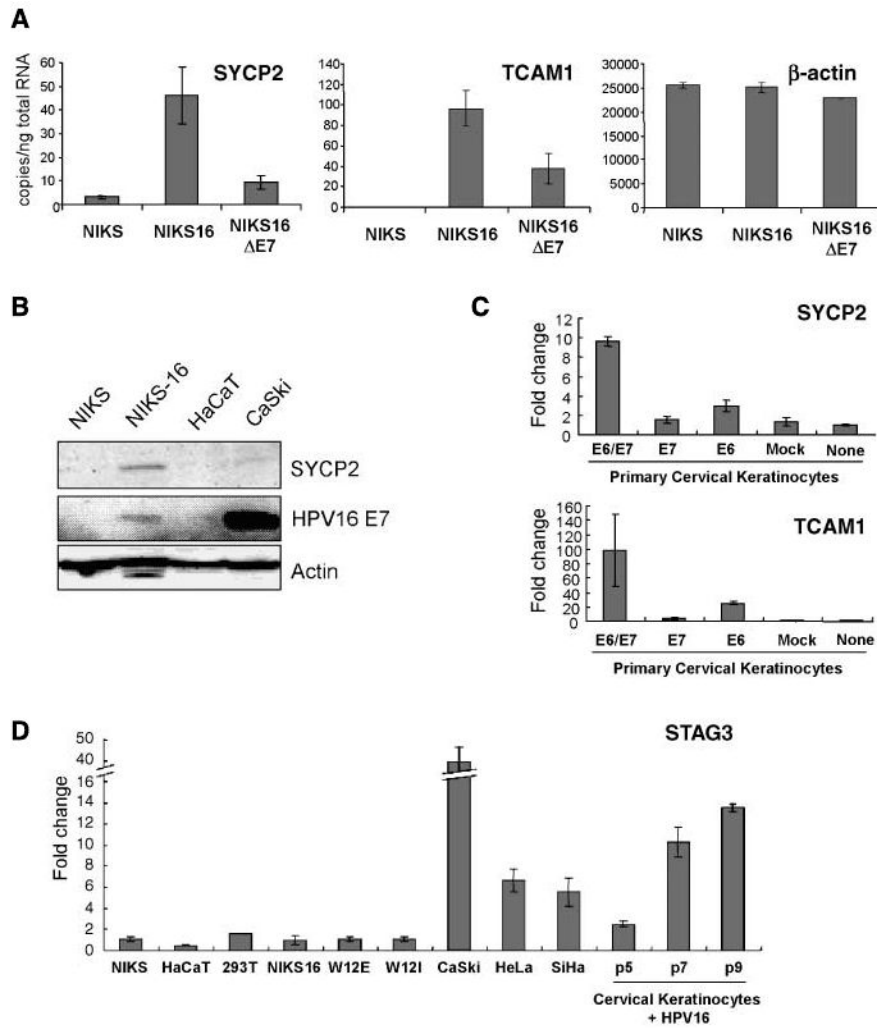 A
SYCP2
TCAM1
β-actin
copies/ng total RNA
60
50
40
30
20
10
0
NIKS
NIKS16
NIKS16
ΔE7
140
120
100
80
60
40
20
0
NIKS
NIKS16
NIKS16
ΔE7
30000
25000
20000
15000
10000
5000
0
NIKS
NIKS16
NIKS16
ΔE7
B
NIKS
NIKS-16
HaCaT
CaSki
SYCP2
HPV16 E7
Actin
C
SYCP2
Fold change
12
10
8
6
4
2
0
E6/E7
E7
E6
Mock
None
Primary Cervical Keratinocytes
TCAM1
Fold change
160
140
120
100
80
60
40
20
0
E6/E7
E7
E6
Mock
None
Primary Cervical Keratinocytes
D
STAG3
Fold change
50
40
16
14
12
10
8
6
4
2
0
NIKS
HaCaT
293T
NIKS16
W12E
W12I
CaSki
HeLa
SiHa
p5
p7
p9
Cervical Keratinocytes
+ HPV16